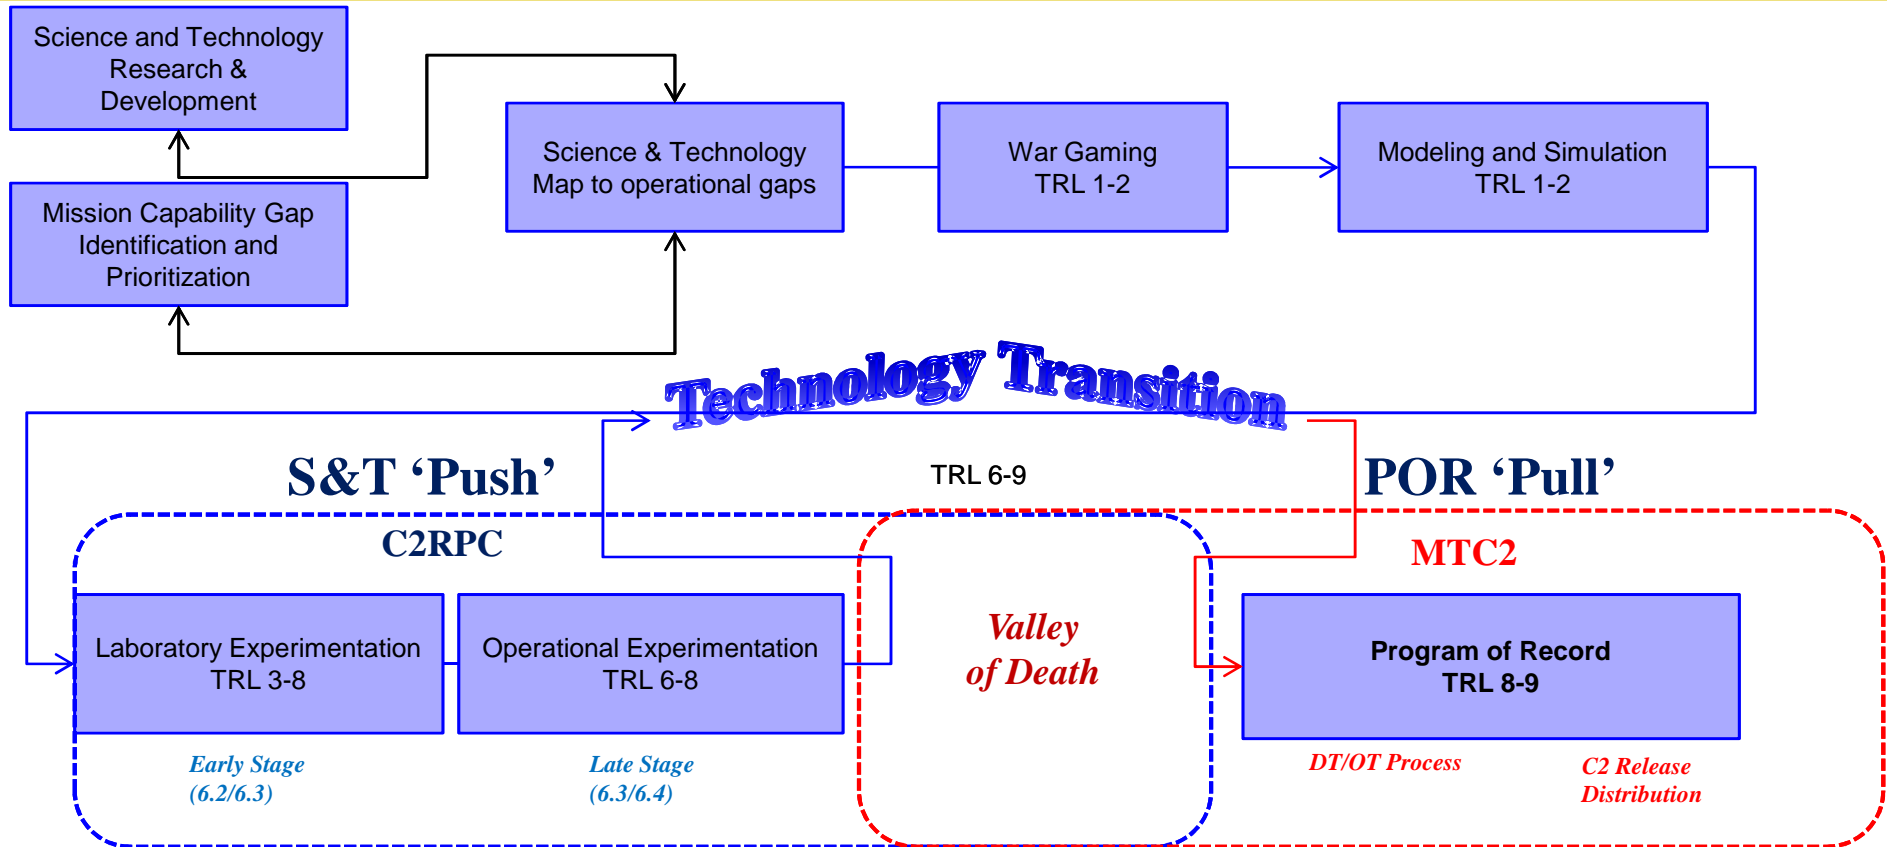 Science and Technology
Research &
Development
Mission Capability Gap
Identification and
Prioritization
Science & Technology
Map to operational gaps
War Gaming
TRL 1-2
Modeling and Simulation
TRL 1-2
Technology Transition
S&T ‘Push’
TRL 6-9
POR ‘Pull’
C2RPC
MTC2
Laboratory Experimentation
TRL 3-8
Operational Experimentation
TRL 6-8
Valley
of Death
Program of Record
TRL 8-9
Early Stage
(6.2/6.3)
Late Stage
(6.3/6.4)
DT/OT Process
C2 Release
Distribution